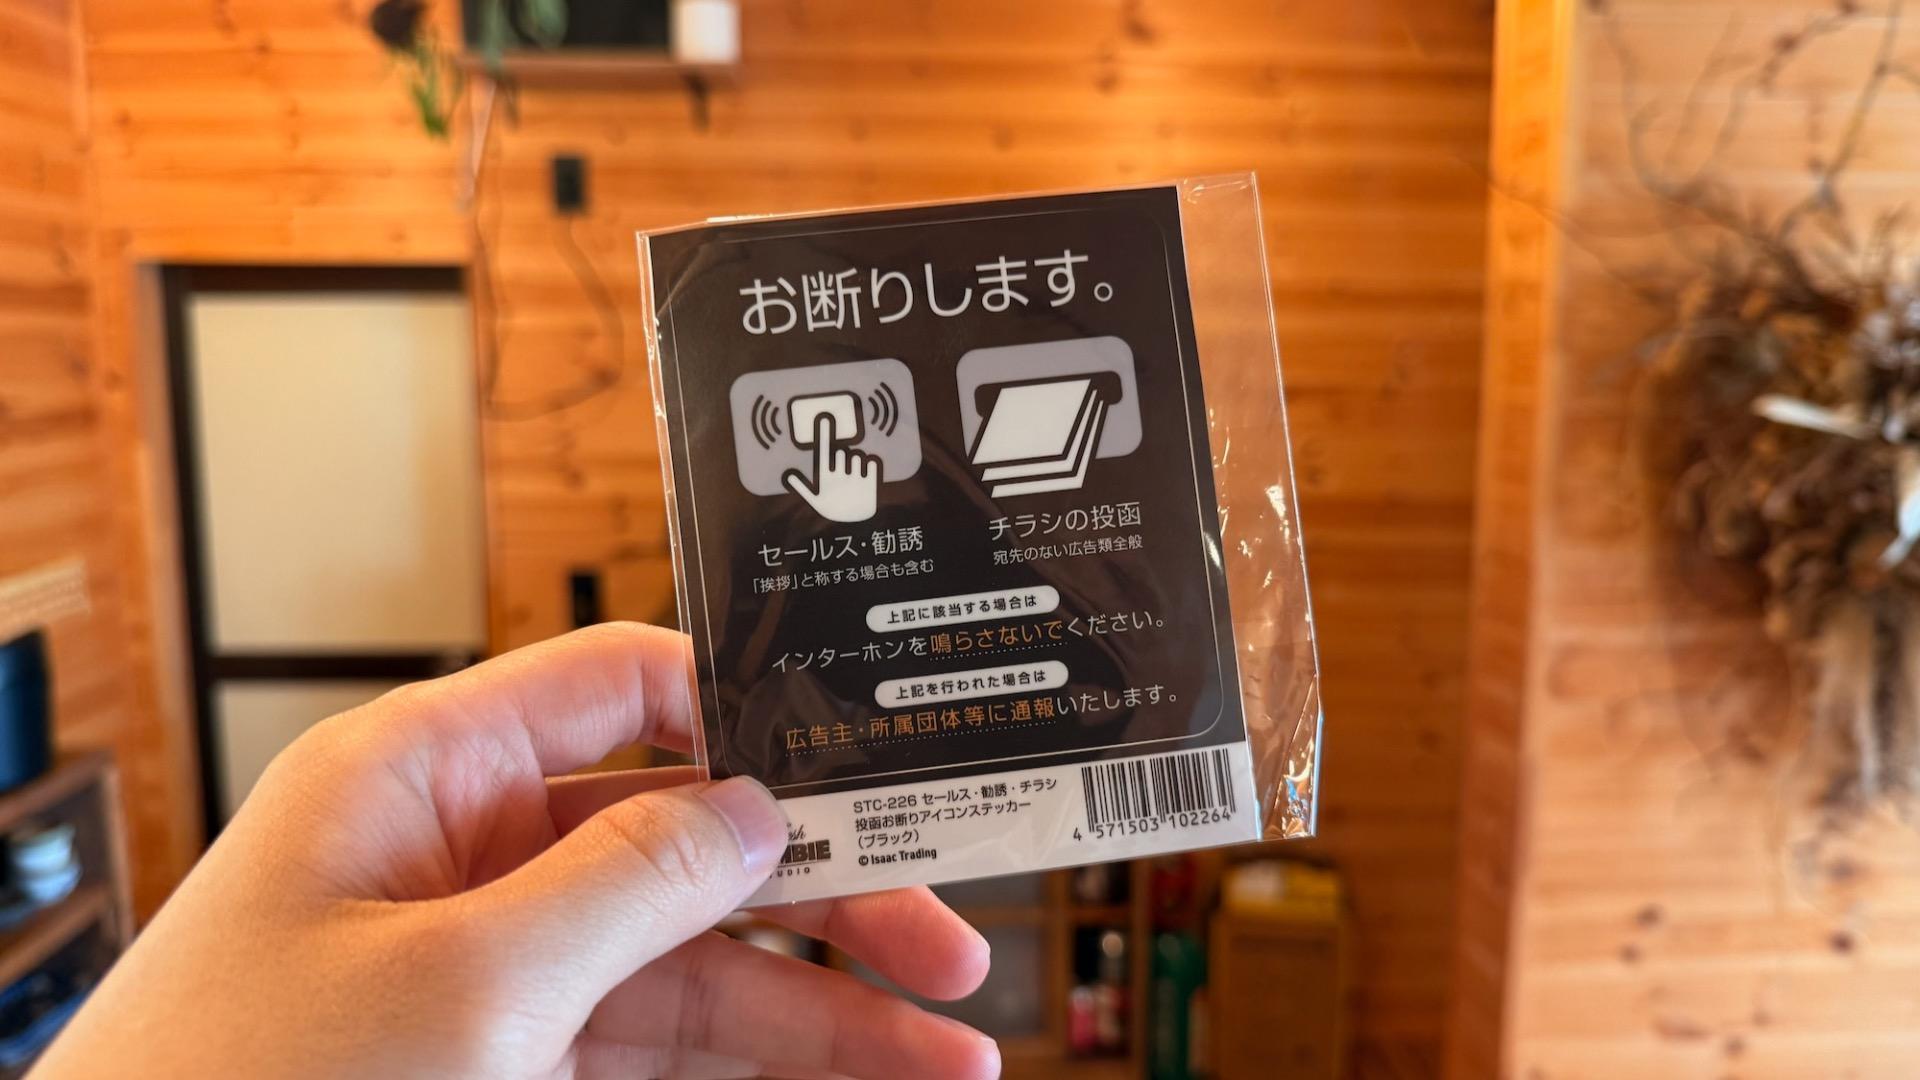 お断りします。
セールス・勧誘
「挨拶」と称する場合も含む
チラシの投函
宛先のない広告類全般
上記に該当する場合は
インターホンを鳴らさないでください。
上記を行われた場合は
広告主・所属団体等に通報いたします。
STC-226 セールス・勧誘・チラシ
投函お断りアイコンステッカー
（ブラック）
© Isaac Trading
4 571503 102264